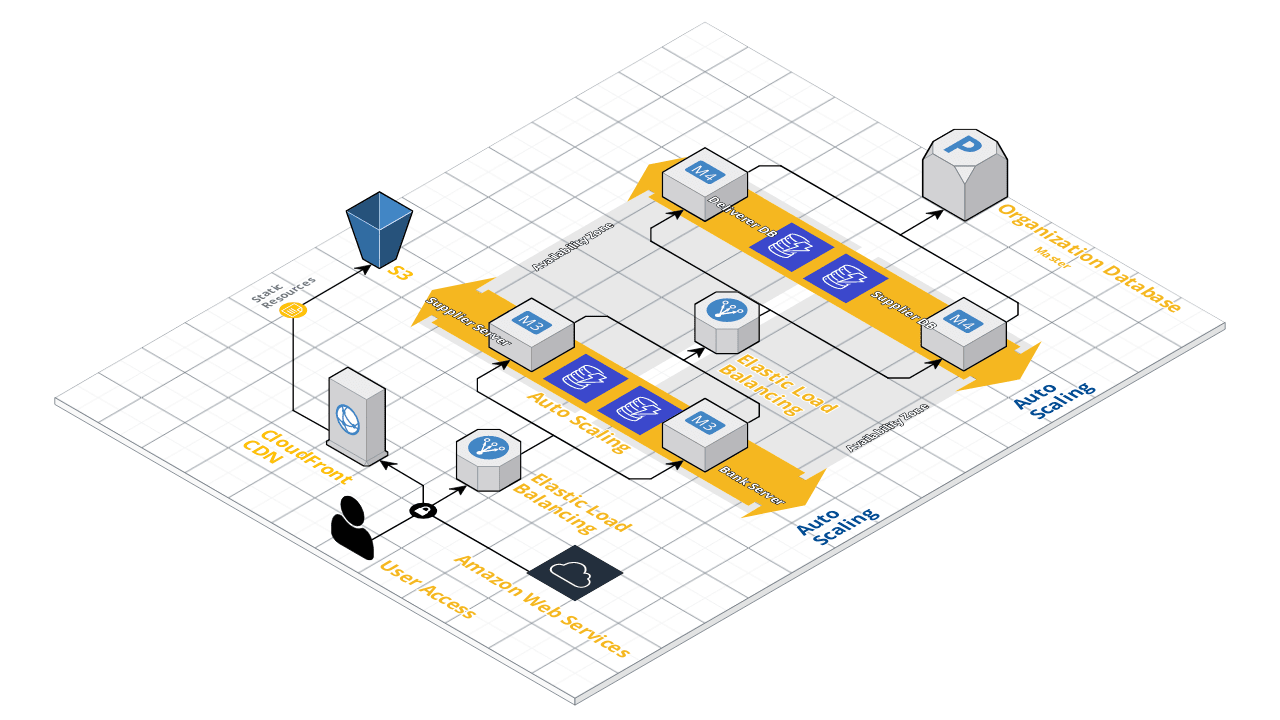 P
Organization Database
Master
M4
Deliverer DB
Availability Zone
S3
Static
Resources
Supplier Server
M3
Supplier DB
M4
Elastic Load
Balancing
Auto
Scaling
Auto Scaling
M3
Availability Zone
CloudFront
CDN
Bank Server
Elastic Load
Balancing
Auto
Scaling
User Access
Amazon Web Services